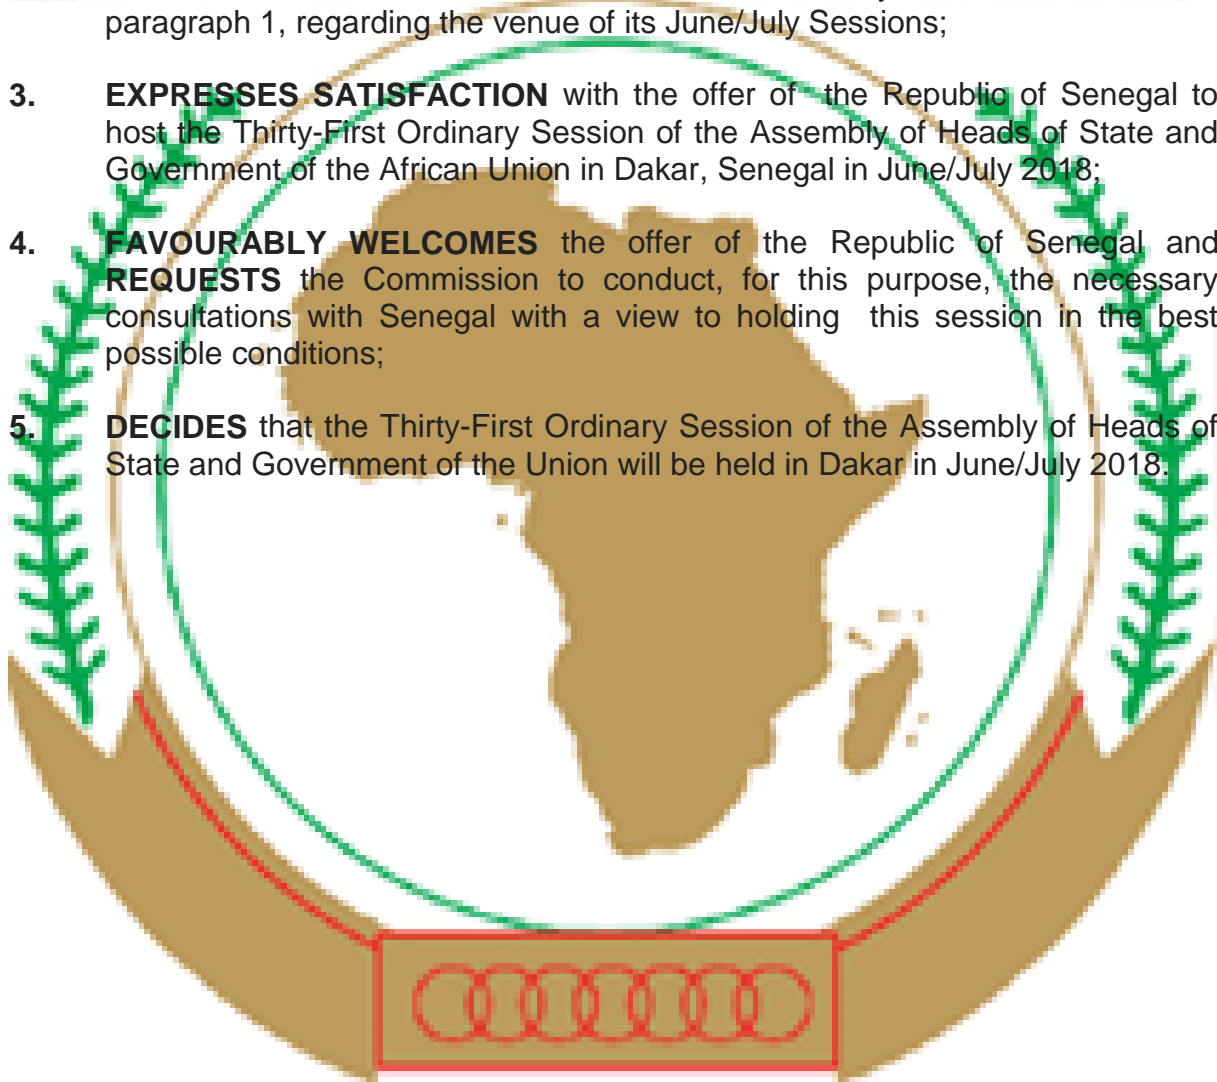 paragraph 1, regarding the venue of its June/July Sessions;
3. EXPRESSES SATISFACTION with the offer of the Republic of Senegal to
host the Thirty-First Ordinary Session of the Assembly of Heads of State and
Government of the African Union in Dakar, Senegal in June/July 2018;
4. FAVOURABLY WELCOMES the offer of the Republic of Senegal and
REQUESTS the Commission to conduct, for this purpose, the necessary
consultations with Senegal with a view to holding this session in the best
possible conditions;
5. DECIDES that the Thirty-First Ordinary Session of the Assembly of Heads of
State and Government of the Union will be held in Dakar in June/July 2018.